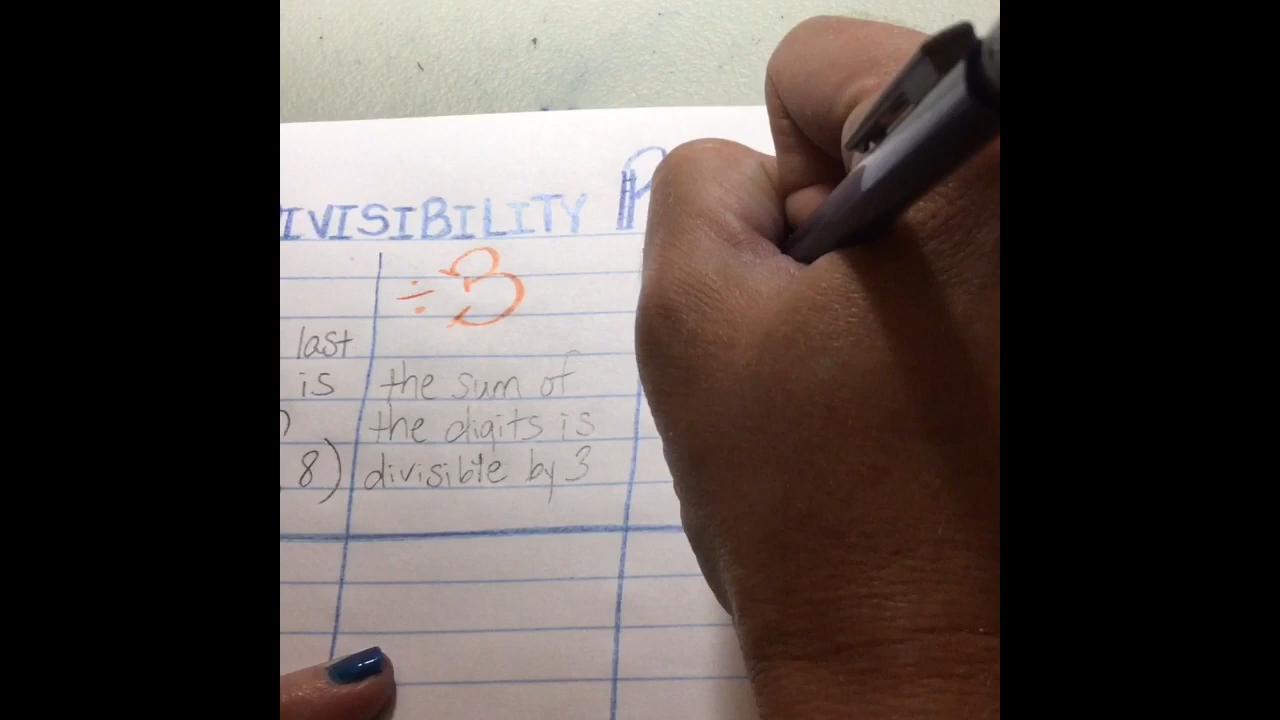 IVISIBILITY
÷3
last
is
8)
the sum of
the digits is
divisible by 3